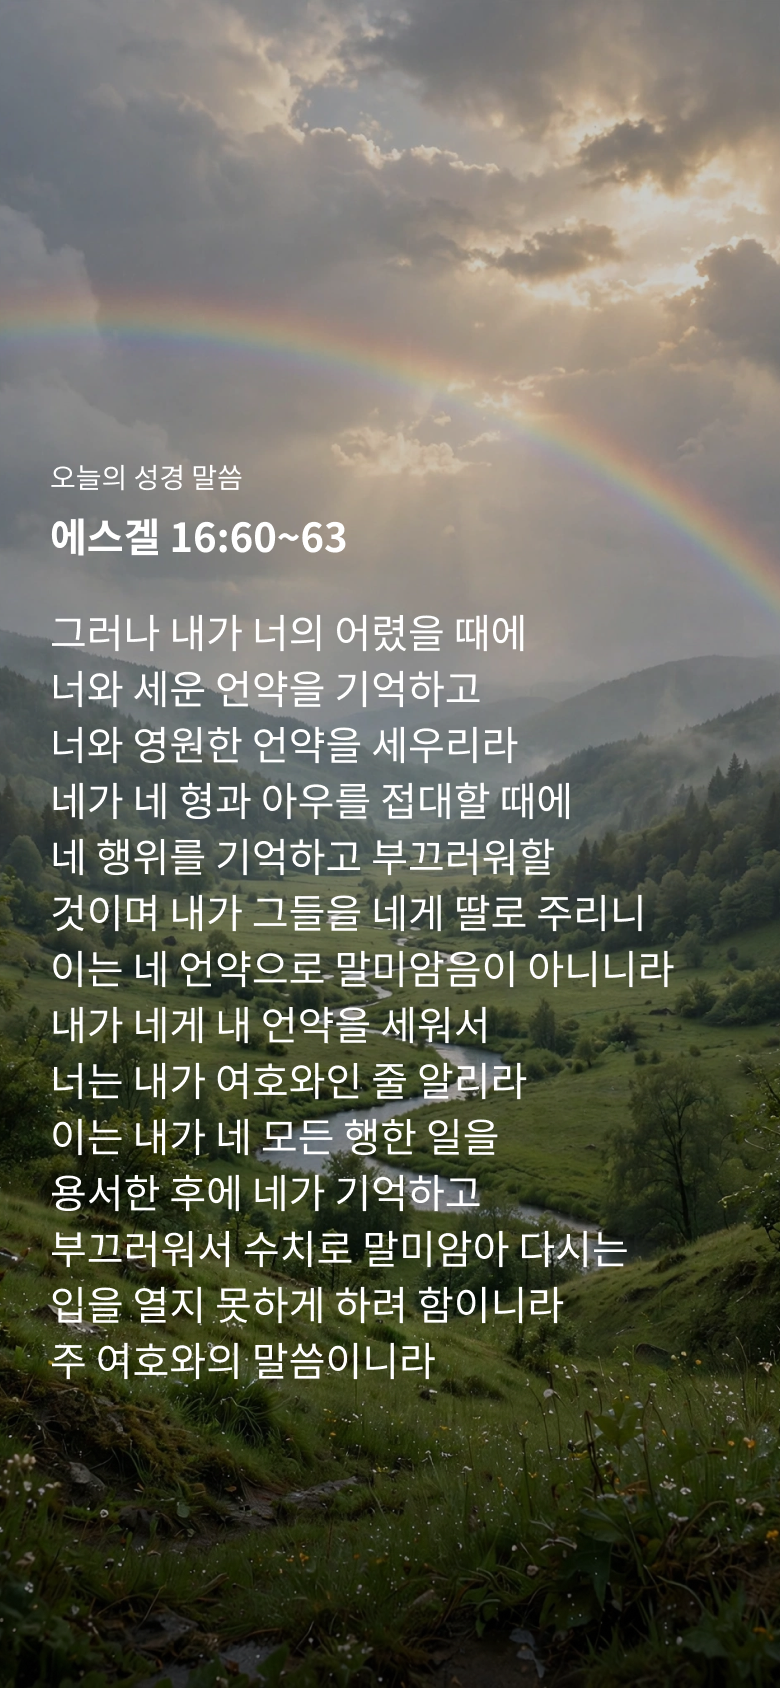 오늘의 성경 말씀
에스겔 16:60~63
그러나 내가 너의 어렸을 때에
너와 세운 언약을 기억하고
너와 영원한 언약을 세우리라
네가 네 형과 아우를 접대할 때에
네 행위를 기억하고 부끄러워할
것이며 내가 그들을 네게 딸로 주리니
이는 네 언약으로 말미암음이 아니니라
내가 네게 내 언약을 세워서
너는 내가 여호와인 줄 알리라
이는 내가 네 모든 행한 일을
용서한 후에 네가 기억하고
부끄러워서 수치로 말미암아 다시는
입을 열지 못하게 하려 함이니라
주 여호와의 말씀이니라